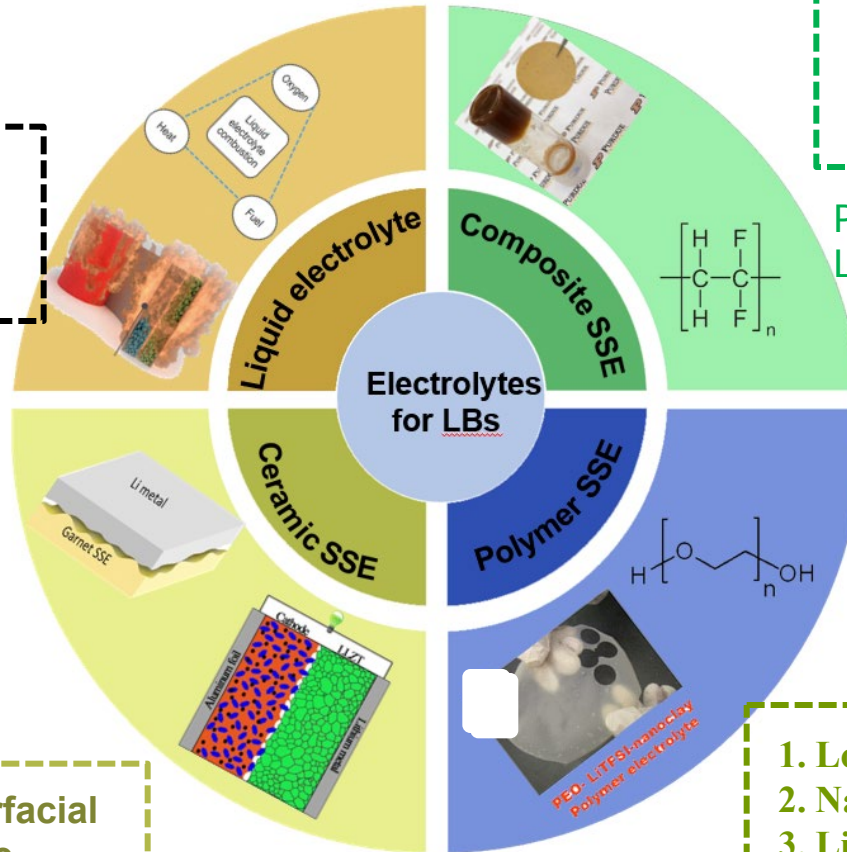 Oxygen
Heat
Liquid
electrolyte
combustion
Fuel
Liquid electrolyte
PURDUE
PURDUE
Composite SSE
H F
C C
H F
n
P
L
Electrolytes
for LBs
Ceramic SSE
Polymer SSE
Li metal
Garnet SSE
Cathode
LLZT
Aluminum foil
Lithium metal
H
O
n
OH
PEO- LiTFSI-nanoclay
Polymer electrolyte
rfacial
1. Lo
2. Na
3. Li